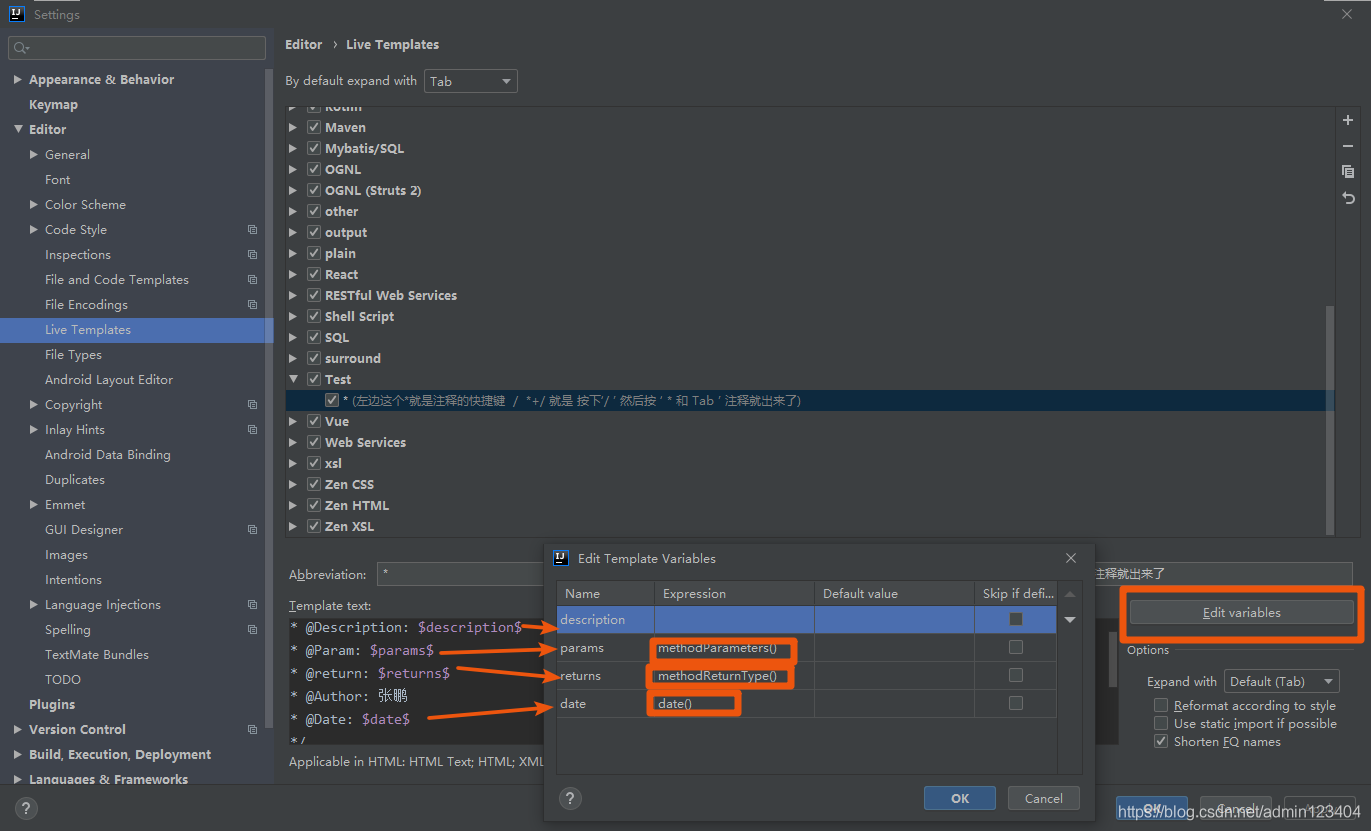 Settings
Appearance & Behavior
Keymap
Editor
General
Font
Color Scheme
Code Style
Inspections
File and Code Templates
File Encodings
Live Templates
File Types
Android Layout Editor
Copyright
Inlay Hints
Android Data Binding
Duplicates
Emmet
GUI Designer
Images
Intentions
Language Injections
Spelling
TextMate Bundles
TODO
Plugins
Version Control
Build, Execution, Deployment
Languages & Frameworks
?
Editor › Live Templates
By default expand with Tab
Kotlin
Maven
Mybatis/SQL
OGNL
OGNL (Struts 2)
other
output
plain
React
RESTful Web Services
Shell Script
SQL
surround
Test
* (左边这个*就是注释的快捷键 / *+/ 就是 按下'/ ' 然后按 ' * 和 Tab ' 注释就出来了)
Vue
Web Services
xsl
Zen CSS
Zen HTML
Zen XSL
Abbreviation: *
注释就出来了
Template text:
* @Description: $description$
* @Param: $params$
* @return: $returns$
* @Author: 张鹏
* @Date: $date$
*/
Applicable in HTML: HTML Text; HTML; XML
Edit Template Variables
Name Expression Default value Skip if defi...
description
params methodParameters()
returns methodReturnType()
date date()
?
OK Cancel
Edit variables
Options
Expand with Default (Tab)
Reformat according to style
Use static import if possible
Shorten FQ names
OK Cancel
https://blog.csdn.net/admin123404